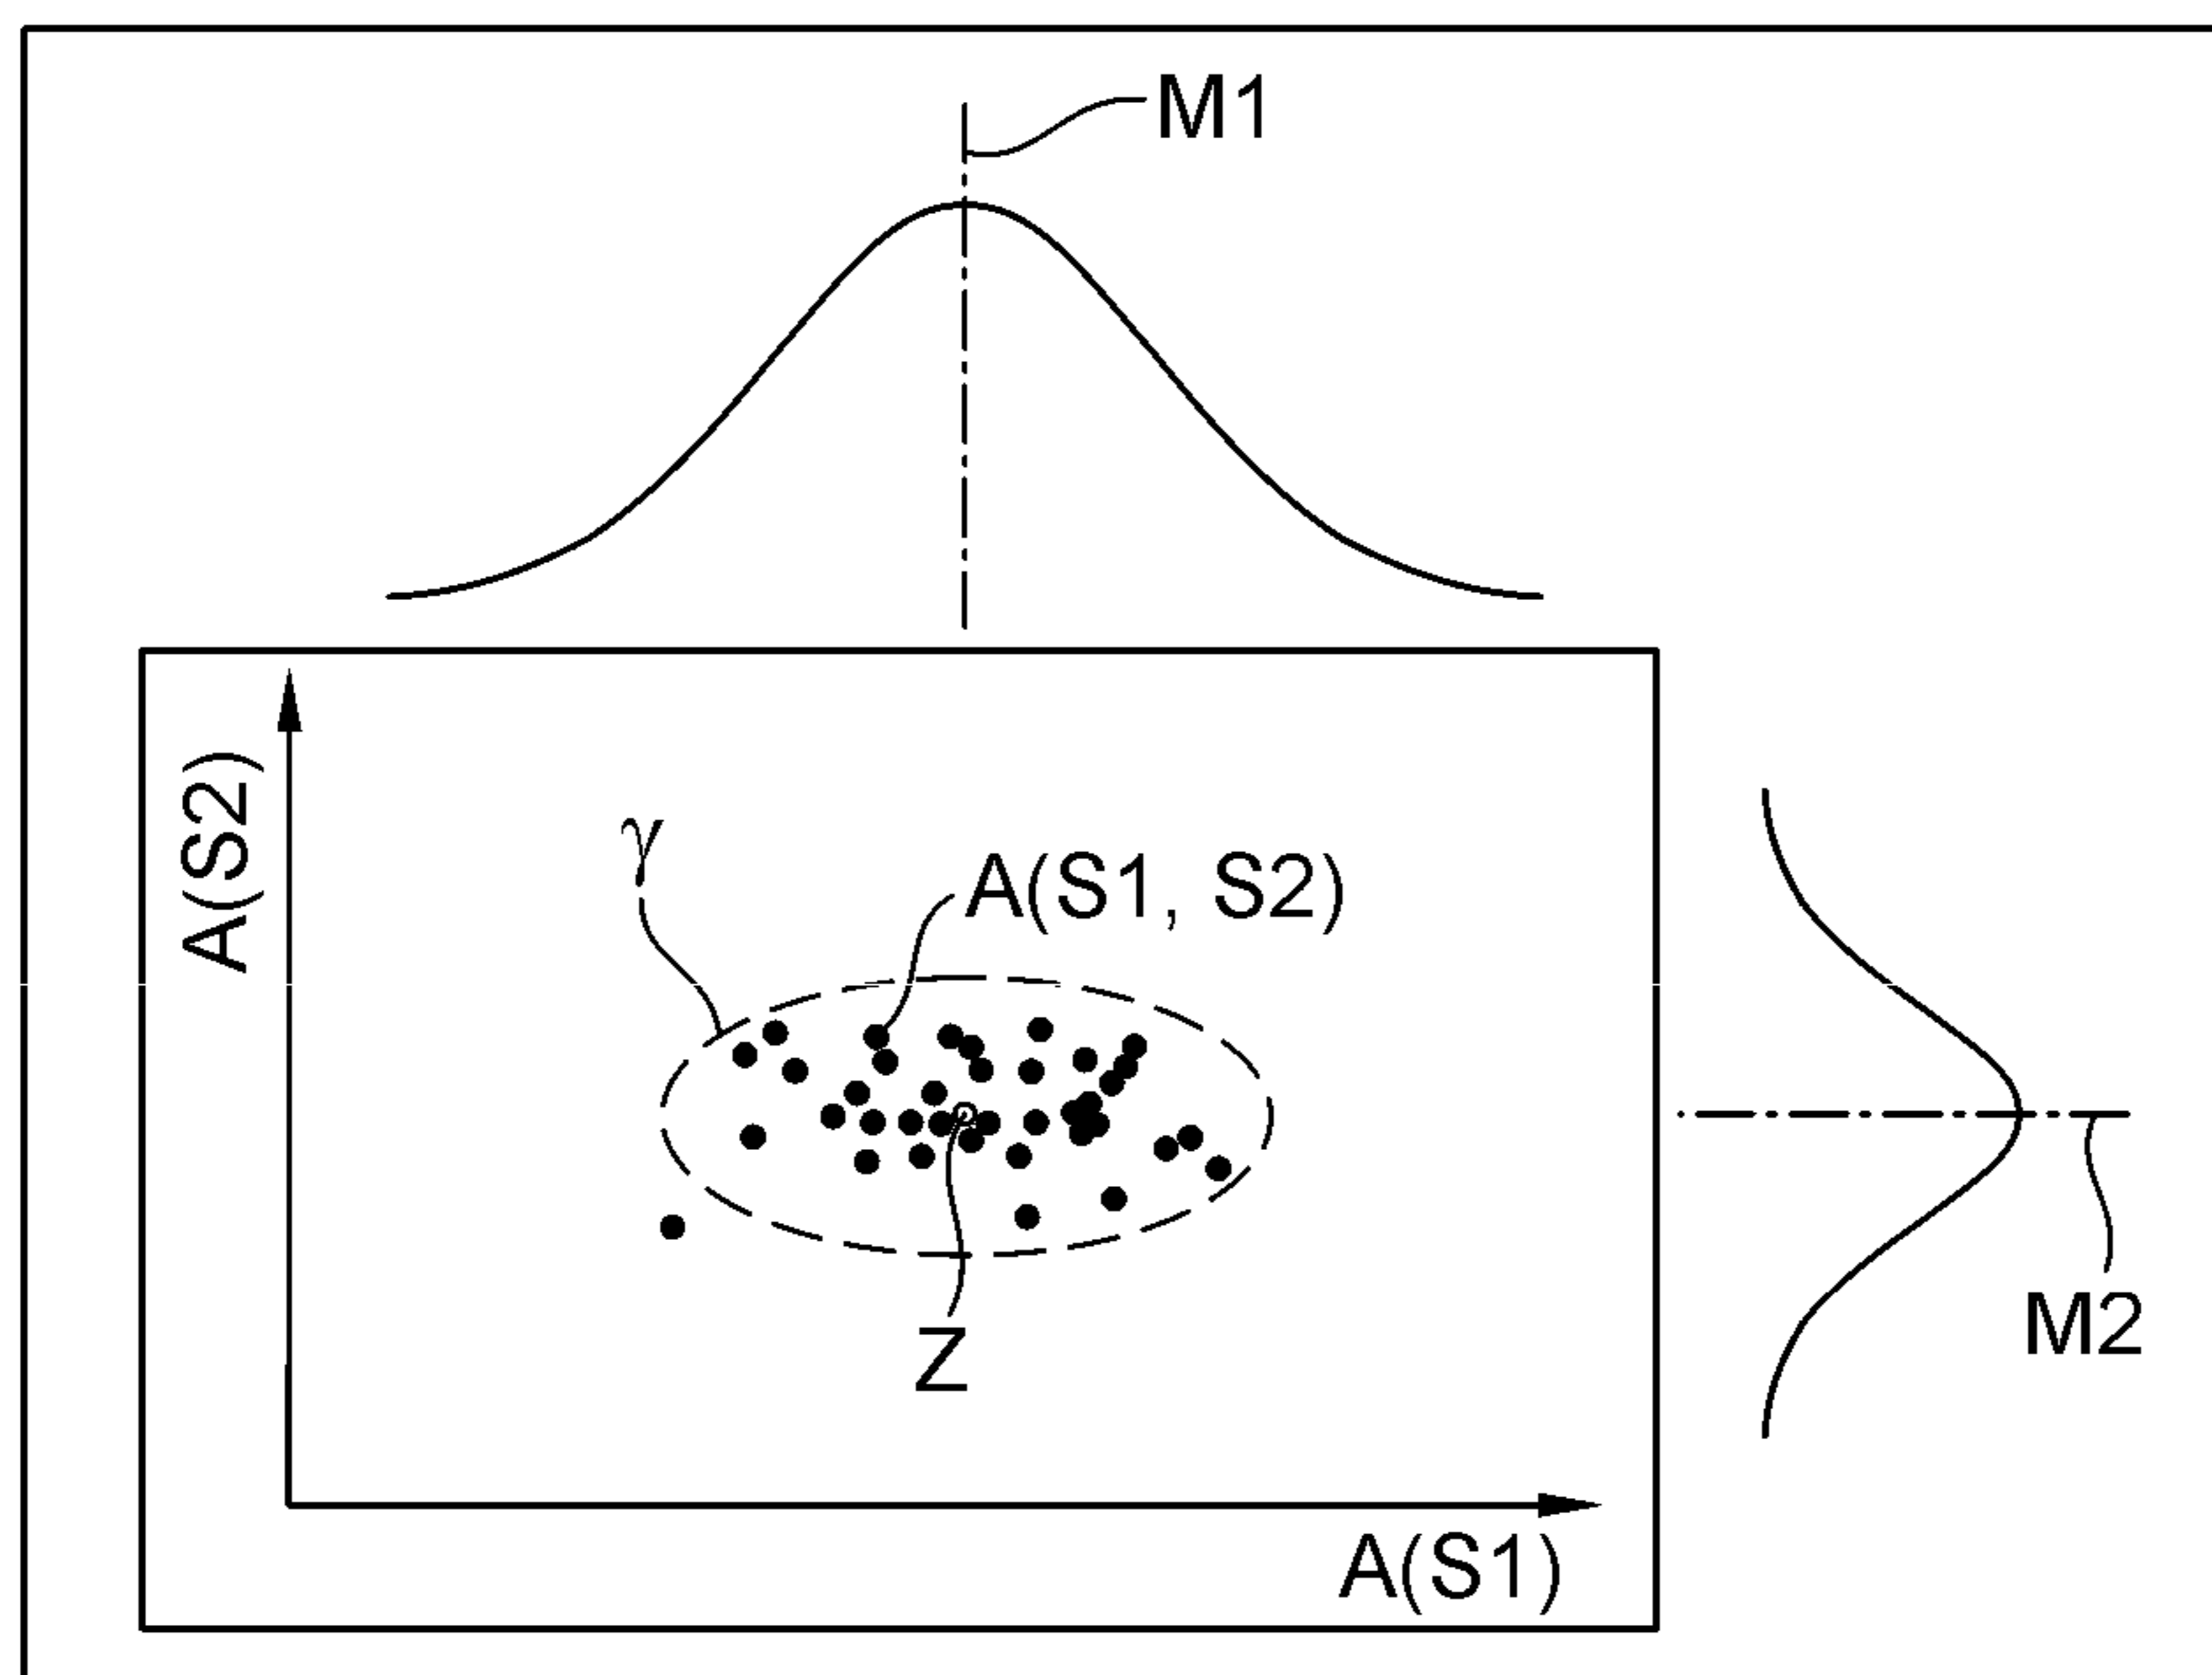 M1
A(S2)
γ
A(S1, S2)
Z
M2
A(S1)